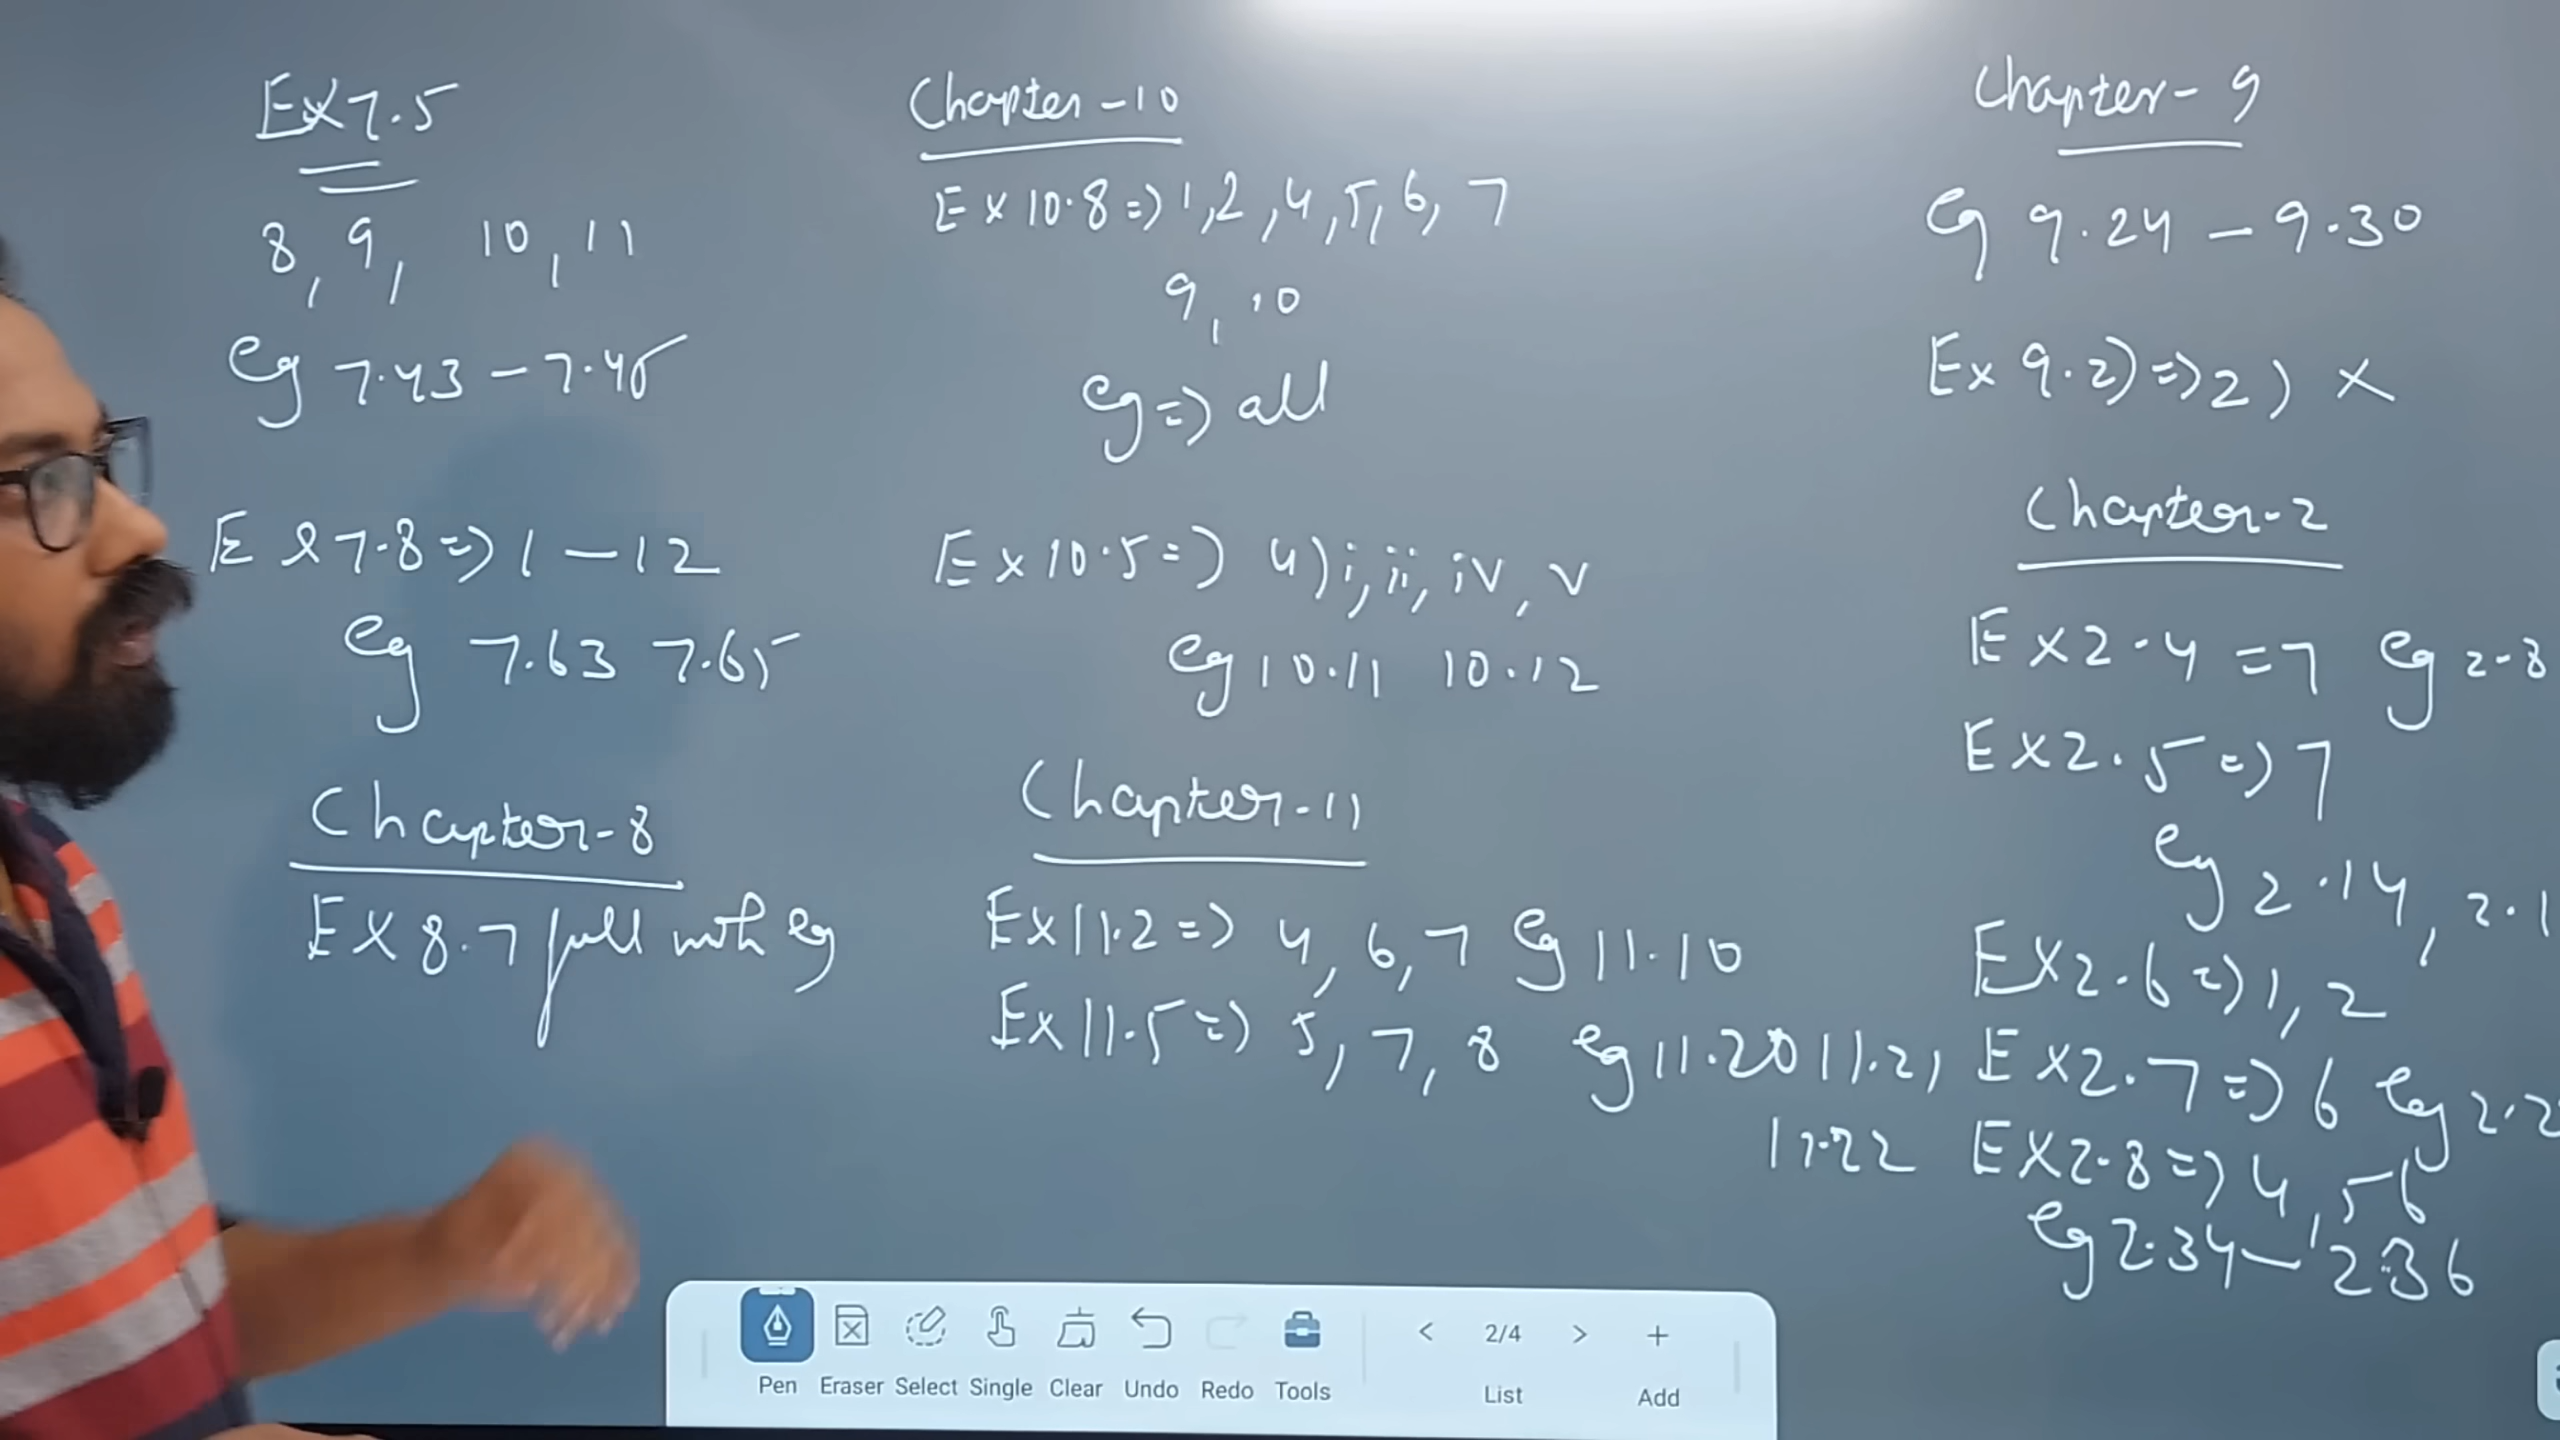 Ex 7.5
8, 9, 10, 11
eg 7.43 - 7.45
Ex 7.8 => 1 - 12
eg 7.63 7.65
Chapter-8
Ex 8.7 full with eg
Chapter-10
Ex 10.8 => 1, 2, 4, 5, 6, 7
9, 10
eg => all
Ex 10.5 => 4) i, ii, iv, v
eg 10.11 10.12
Chapter-11
Ex 11.2 => 4, 6, 7 eg 11.10
Ex 11.5 => 5, 7, 8 eg 11.20 11.21
11.22
Chapter-9
eg 9.24 - 9.30
Ex 9.2) => 2) x
Chapter-2
Ex 2.4 = 7 eg 2.8
Ex 2.5 => 7
eg 2.14, 2.1
Ex 2.6 => 1, 2
Ex 2.7 => 6 eg 2.2
Ex 2.8 => 4, 5, 6
eg 2.34 - 2.36
Pen Eraser Select Single Clear Undo Redo Tools < 2/4 > +
List Add